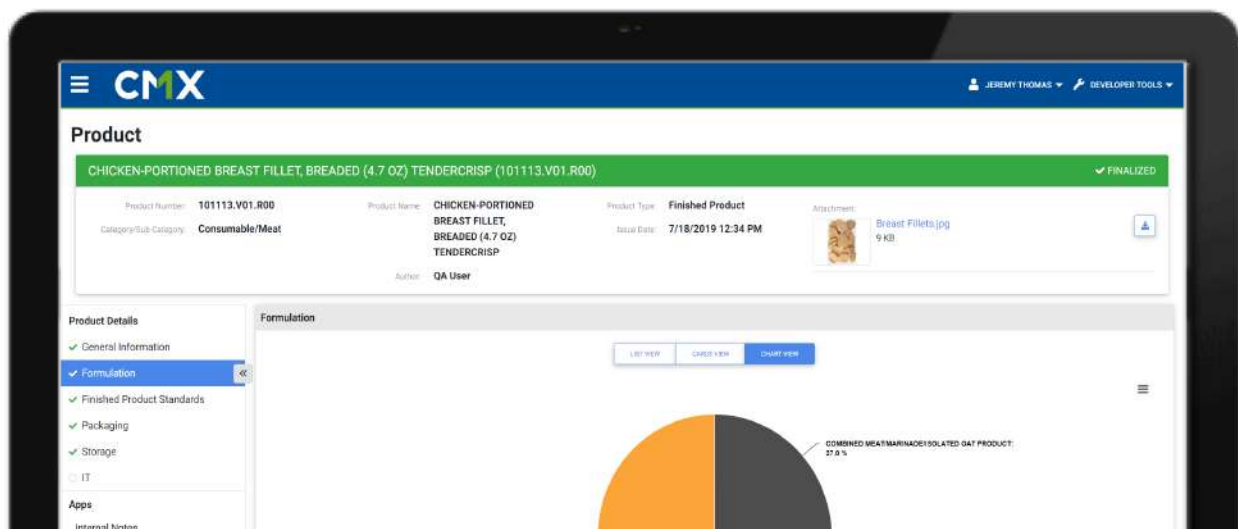 CM1X
JEREMY THOMAS
DEVELOPER TOOLS
Product
CHICKEN-PORTIONED BREAST FILLET, BREADED (4.7 OZ) TENDERCRISP (101113.V01.R00)
FINALIZED
Product Number: 101113.V01.R00
Category/Sub-Category: Consumable/Meat
Product Name: CHICKEN-PORTIONED
BREAST FILLET,
BREADED (4.7 OZ)
TENDERCRISP
Author: QA User
Product Type: Finished Product
Issue Date: 7/18/2019 12:34 PM
Attachment:
Breast Fillets.jpg
9 KB
Product Details
General Information
Formulation
Finished Product Standards
Packaging
Storage
IT
Apps
Internal Notes
Formulation
LIST VIEW
CARDS VIEW
CHART VIEW
COMBINED MEAT/MARINADE/ISOLATED OAT PRODUCT:
37.0 %